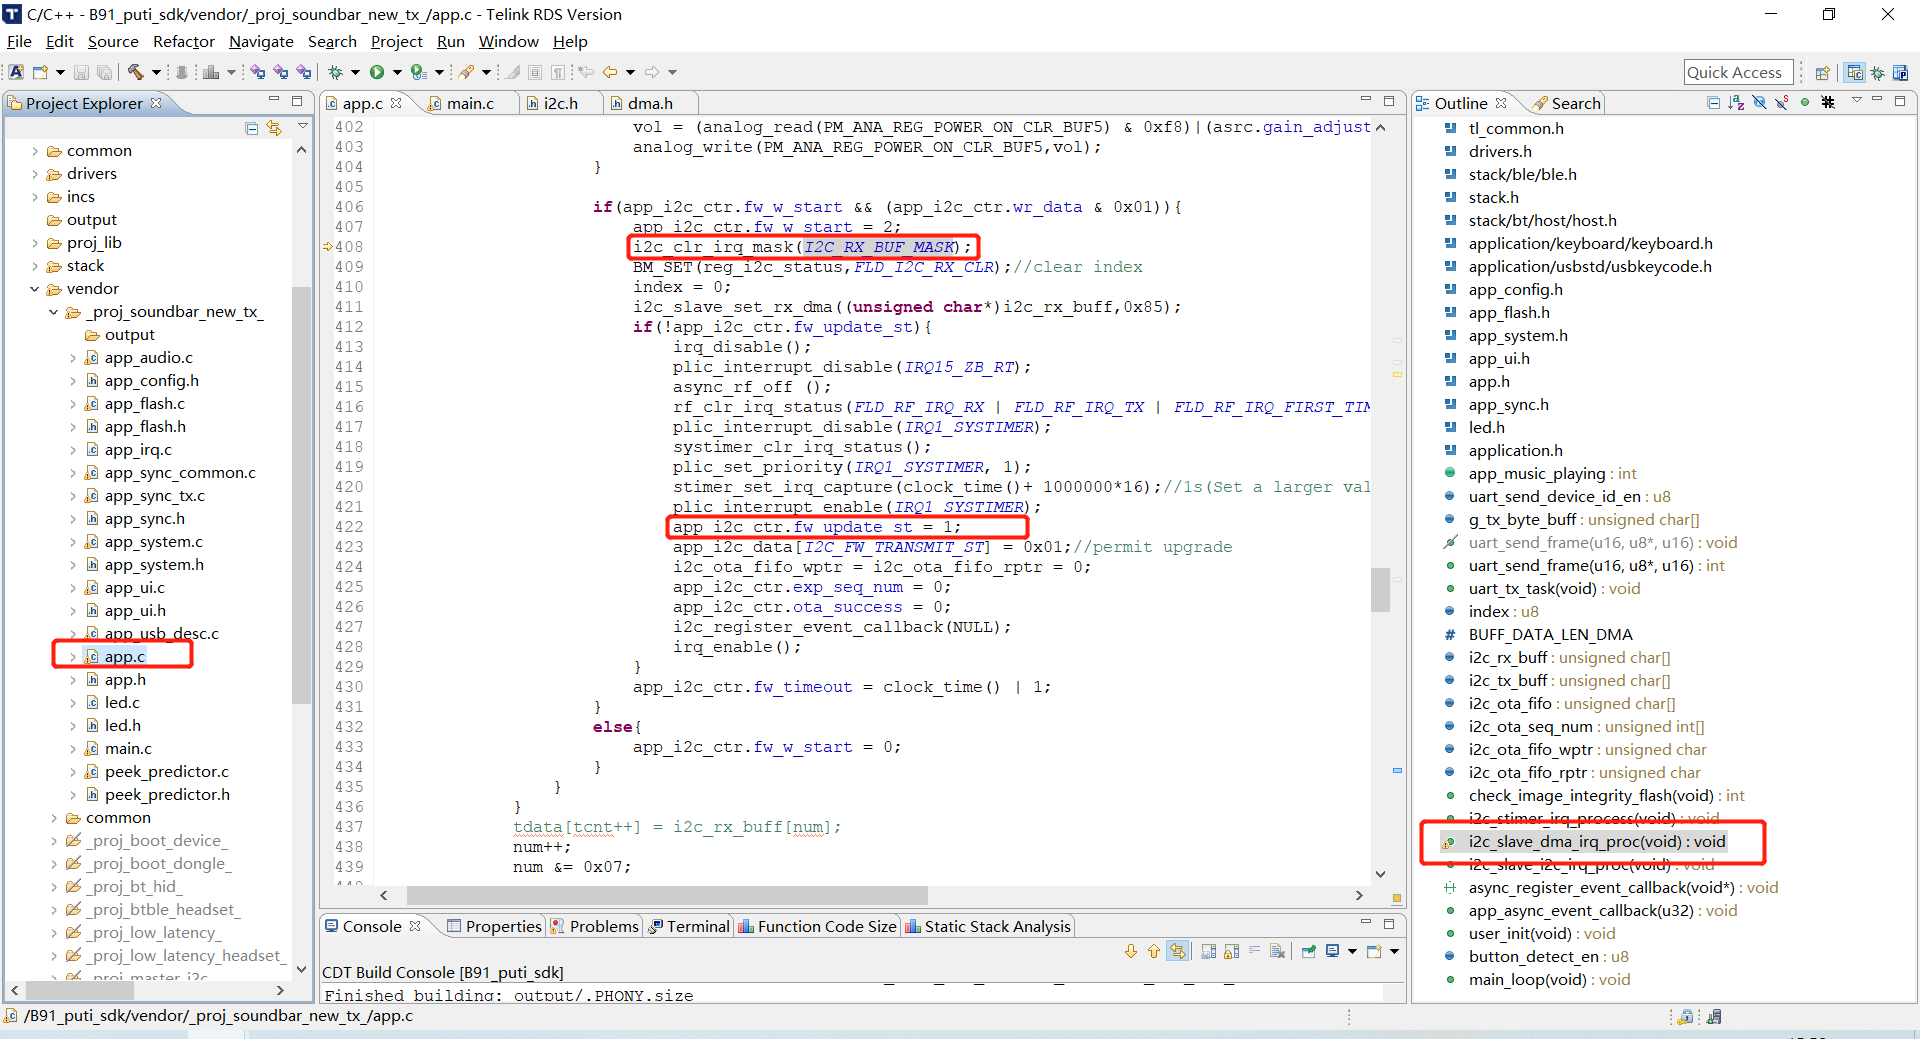 C/C++ - B91_puti_sdk/vendor/_proj_soundbar_new_tx_/app.c - Telink RDS Version
File Edit Source Refactor Navigate Search Project Run Window Help
Quick Access
Project Explorer
common
drivers
incs
output
proj_lib
stack
vendor
_proj_soundbar_new_tx_
output
app_audio.c
app_config.h
app_flash.c
app_flash.h
app_irq.c
app_sync_common.c
app_sync_tx.c
app_sync.h
app_system.c
app_system.h
app_ui.c
app_ui.h
app_usb_desc.c
app.c
app.h
led.c
led.h
main.c
peek_predictor.c
peek_predictor.h
common
_proj_boot_device_
_proj_boot_dongle_
_proj_bt_hid_
_proj_btble_headset_
_proj_low_latency_
_proj_low_latency_headset_
_proj_master_i2c_
app.c main.c i2c.h dma.h
402 vol = (analog_read(PM_ANA_REG_POWER_ON_CLR_BUF5) & 0xf8)|(asrc.gain_adjust
403 analog_write(PM_ANA_REG_POWER_ON_CLR_BUF5,vol);
404 }
405
406 if(app_i2c_ctr.fw_w_start && (app_i2c_ctr.wr_data & 0x01)){
407 app_i2c_ctr.fw_w_start = 2;
408 i2c_clr_irq_mask(I2C_RX_BUF_MASK);
409 BM_SET(reg_i2c_status,FLD_I2C_RX_CLR);//clear index
410 index = 0;
411 i2c_slave_set_rx_dma((unsigned char*)i2c_rx_buff,0x85);
412 if(!app_i2c_ctr.fw_update_st){
413 irq_disable();
414 plic_interrupt_disable(IRQ15_ZB_RT);
415 async_rf_off ();
416 rf_clr_irq_status(FLD_RF_IRQ_RX | FLD_RF_IRQ_TX | FLD_RF_IRQ_FIRST_TIM
417 plic_interrupt_disable(IRQ1_SYSTIMER);
418 systimer_clr_irq_status();
419 plic_set_priority(IRQ1_SYSTIMER, 1);
420 stimer_set_irq_capture(clock_time()+ 1000000*16);//1s(Set a larger val
421 plic_interrupt_enable(IRQ1_SYSTIMER);
422 app_i2c_ctr.fw_update_st = 1;
423 app_i2c_data[I2C_FW_TRANSMIT_ST] = 0x01;//permit upgrade
424 i2c_ota_fifo_wptr = i2c_ota_fifo_rptr = 0;
425 app_i2c_ctr.exp_seq_num = 0;
426 app_i2c_ctr.ota_success = 0;
427 i2c_register_event_callback(NULL);
428 irq_enable();
429 }
430 app_i2c_ctr.fw_timeout = clock_time() | 1;
431 }
432 else{
433 app_i2c_ctr.fw_w_start = 0;
434 }
435 }
436 }
437 tdata[tcnt++] = i2c_rx_buff[num];
438 num++;
439 num &= 0x07;
Outline Search
tl_common.h
drivers.h
stack/ble/ble.h
stack.h
stack/bt/host/host.h
application/keyboard/keyboard.h
application/usbstd/usbkeycode.h
app_config.h
app_flash.h
app_system.h
app_ui.h
app.h
app_sync.h
led.h
application.h
app_music_playing : int
uart_send_device_id_en : u8
g_tx_byte_buff : unsigned char[]
uart_send_frame(u16, u8*, u16) : void
uart_send_frame(u16, u8*, u16) : int
uart_tx_task(void) : void
index : u8
# BUFF_DATA_LEN_DMA
i2c_rx_buff : unsigned char[]
i2c_tx_buff : unsigned char[]
i2c_ota_fifo : unsigned char[]
i2c_ota_seq_num : unsigned int[]
i2c_ota_fifo_wptr : unsigned char
i2c_ota_fifo_rptr : unsigned char
check_image_integrity_flash(void) : int
i2c_stimer_irq_process(void) : void
i2c_slave_dma_irq_proc(void) : void
i2c_slave_i2c_irq_proc(void) : void
async_register_event_callback(void*) : void
app_async_event_callback(u32) : void
user_init(void) : void
button_detect_en : u8
main_loop(void) : void
Console Properties Problems Terminal Function Code Size Static Stack Analysis
CDT Build Console [B91_puti_sdk]
Finished building: output/.PHONY.size
/B91_puti_sdk/vendor/_proj_soundbar_new_tx_/app.c